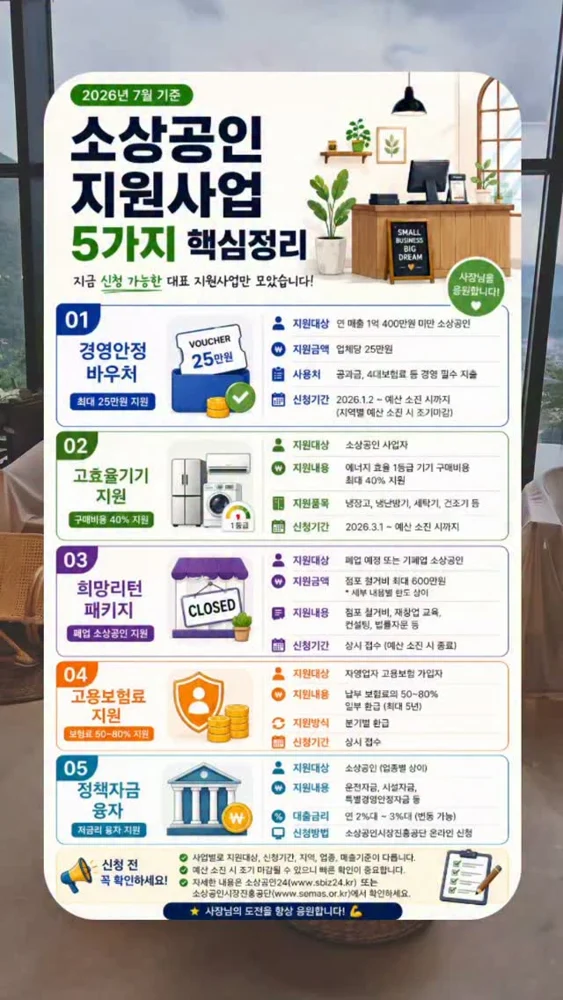 2026년 7월 기준
소상공인
지원사업
5가지 핵심정리
지금 신청 가능한 대표 지원사업만 모았습니다!
SMALL
BUSINESS
BIG
DREAM
사장님을
응원합니다!
01
경영안정
바우처
최대 25만원 지원
VOUCHER
25만원
지원대상 연 매출 1억 400만원 미만 소상공인
지원금액 업체당 25만원
사용처 공과금, 4대보험료 등 경영 필수 지출
신청기간 2026.1.2 ~ 예산 소진 시까지
(지역별 예산 소진 시 조기마감)
02
고효율기기
지원
구매비용 40% 지원
1등급
지원대상 소상공인 사업자
지원내용 에너지 효율 1등급 기기 구매비용
최대 40% 지원
지원품목 냉장고, 냉난방기, 세탁기, 건조기 등
신청기간 2026.3.1 ~ 예산 소진 시까지
03
희망리턴
패키지
폐업 소상공인 지원
CLOSED
지원대상 폐업 예정 또는 기폐업 소상공인
지원금액 점포 철거비 최대 600만원
* 세부 내용별 한도 상이
지원내용 점포 철거비, 재창업 교육,
컨설팅, 법률자문 등
신청기간 상시 접수 (예산 소진 시 종료)
04
고용보험료
지원
보험료 50~80% 지원
지원대상 자영업자 고용보험 가입자
지원내용 납부 보험료의 50~80%
일부 환급 (최대 5년)
지원방식 분기별 환급
신청기간 상시 접수
05
정책자금
융자
저금리 융자 지원
지원대상 소상공인 (업종별 상이)
지원내용 운전자금, 시설자금,
특별경영안정자금 등
대출금리 연 2%대 ~ 3%대 (변동 가능)
신청방법 소상공인시장진흥공단 온라인 신청
신청 전
꼭 확인하세요!
사업별로 지원대상, 신청기간, 지역, 업종, 매출기준이 다릅니다.
예산 소진 시 조기 마감될 수 있으니 빠른 확인이 중요합니다.
자세한 내용은 소상공인24(www.sbiz24.kr) 또는
소상공인시장진흥공단(www.semas.or.kr)에서 확인하세요.
사장님의 도전을 항상 응원합니다!